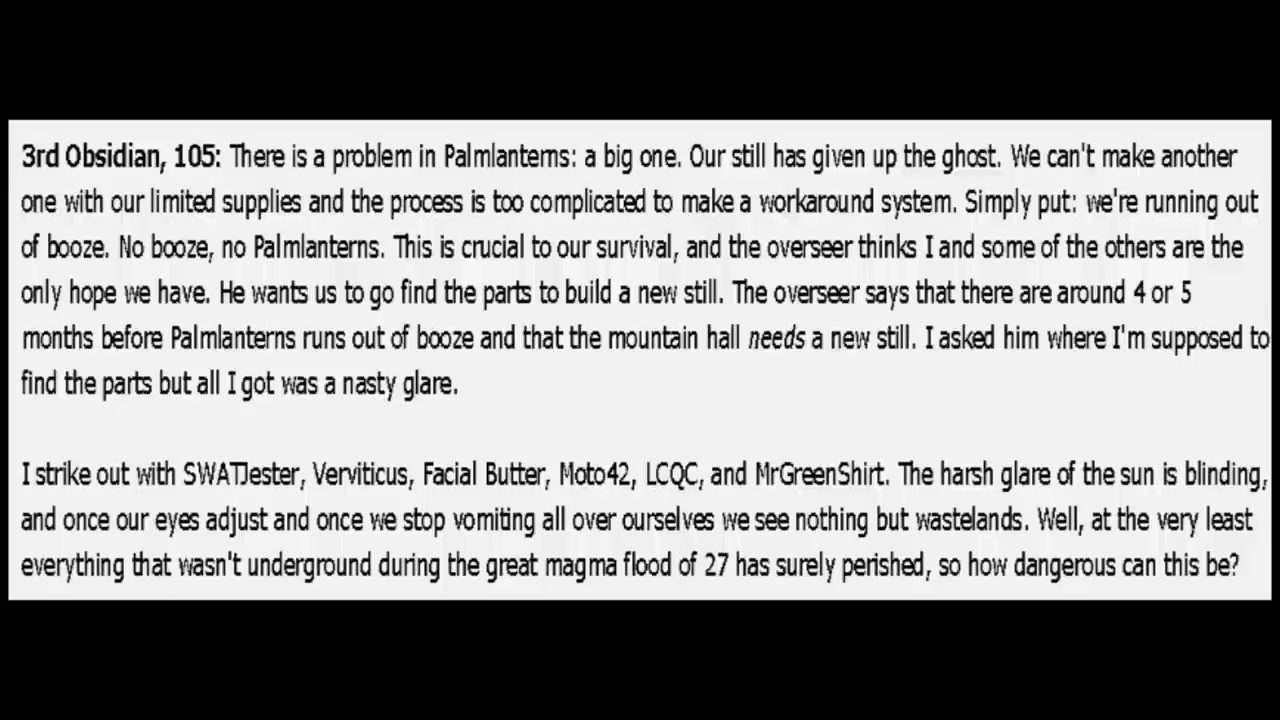 3rd Obsidian, 105: There is a problem in Palmlanterns: a big one. Our still has given up the ghost. We can't make another
one with our limited supplies and the process is too complicated to make a workaround system. Simply put: we're running out
of booze. No booze, no Palmlanterns. This is crucial to our survival, and the overseer thinks I and some of the others are the
only hope we have. He wants us to go find the parts to build a new still. The overseer says that there are around 4 or 5
months before Palmlanterns runs out of booze and that the mountain hall needs a new still. I asked him where I'm supposed to
find the parts but all I got was a nasty glare.
I strike out with SWATJester, Verviticus, Facial Butter, Moto42, LCQC, and MrGreenShirt. The harsh glare of the sun is blinding,
and once our eyes adjust and once we stop vomiting all over ourselves we see nothing but wastelands. Well, at the very least
everything that wasn't underground during the great magma flood of 27 has surely perished, so how dangerous can this be?